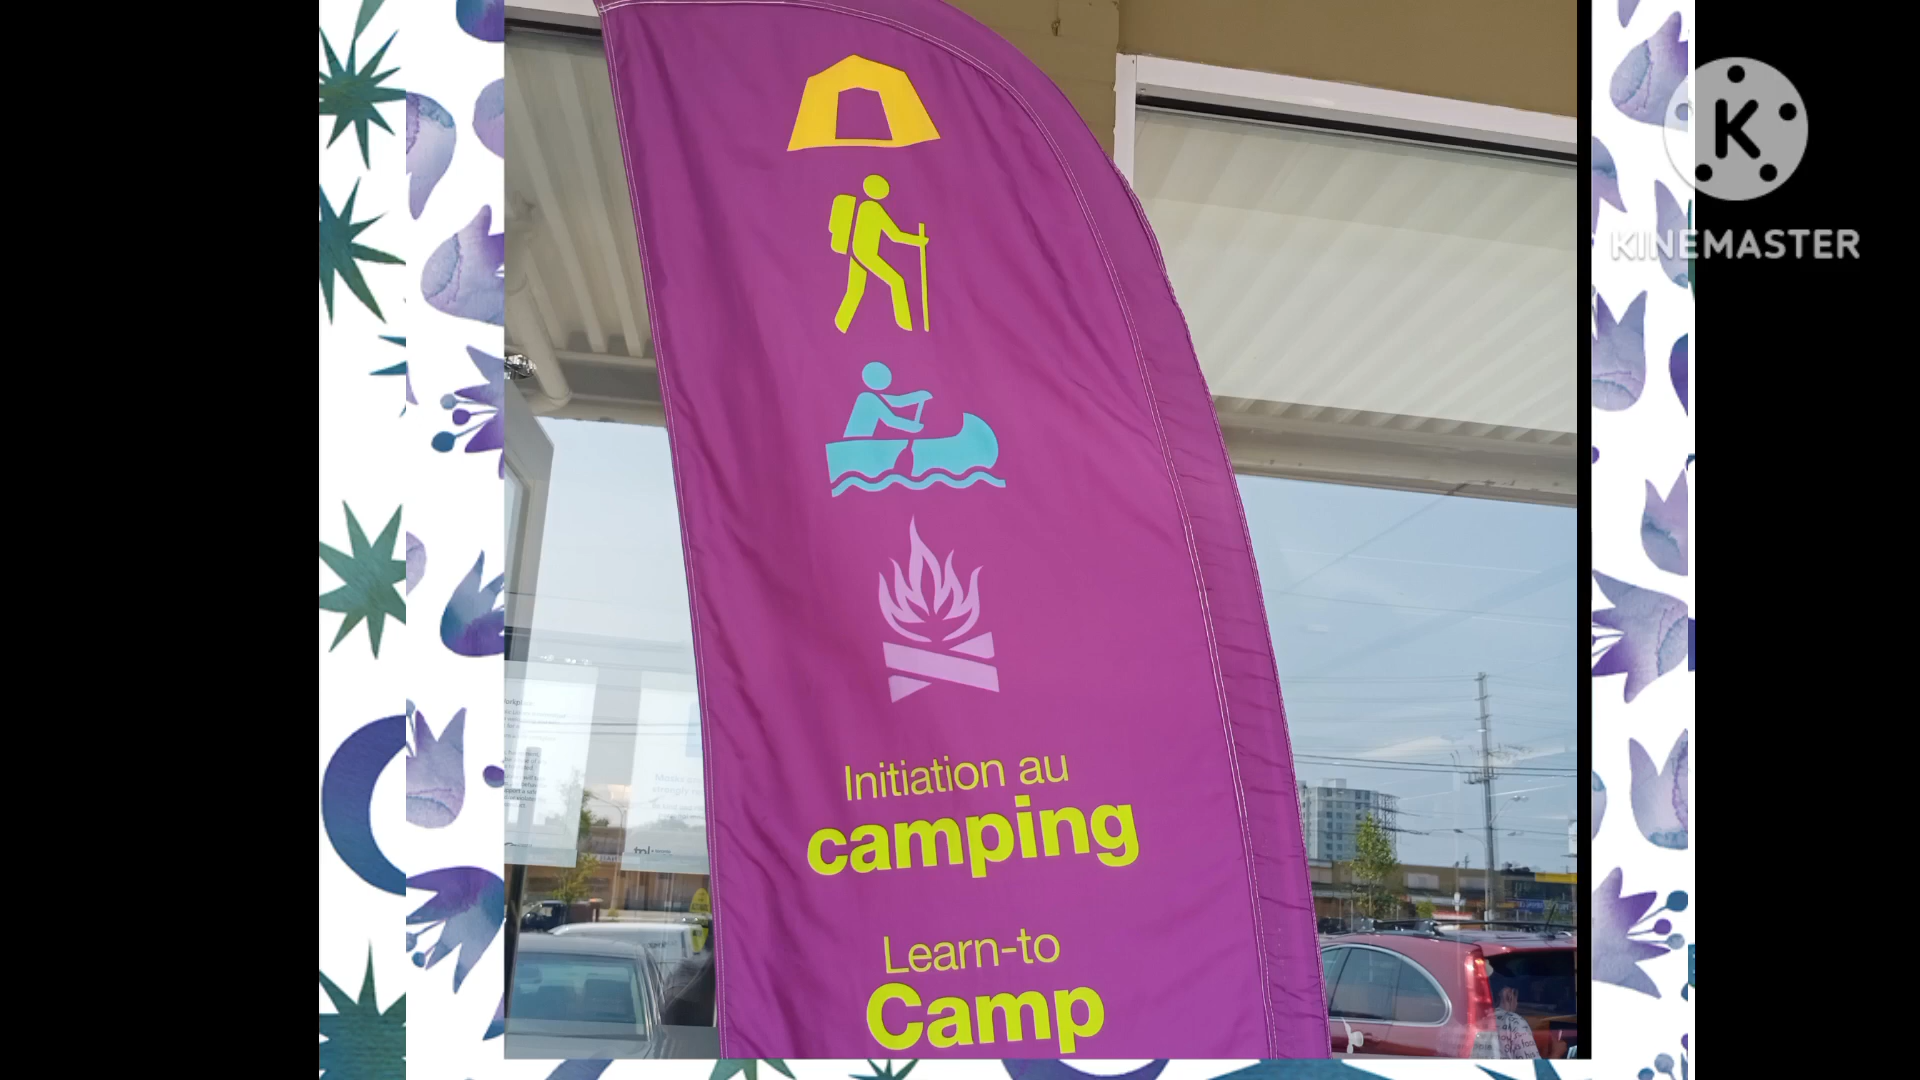 K
KINEMASTER
Initiation au
camping
Learn-to
Camp